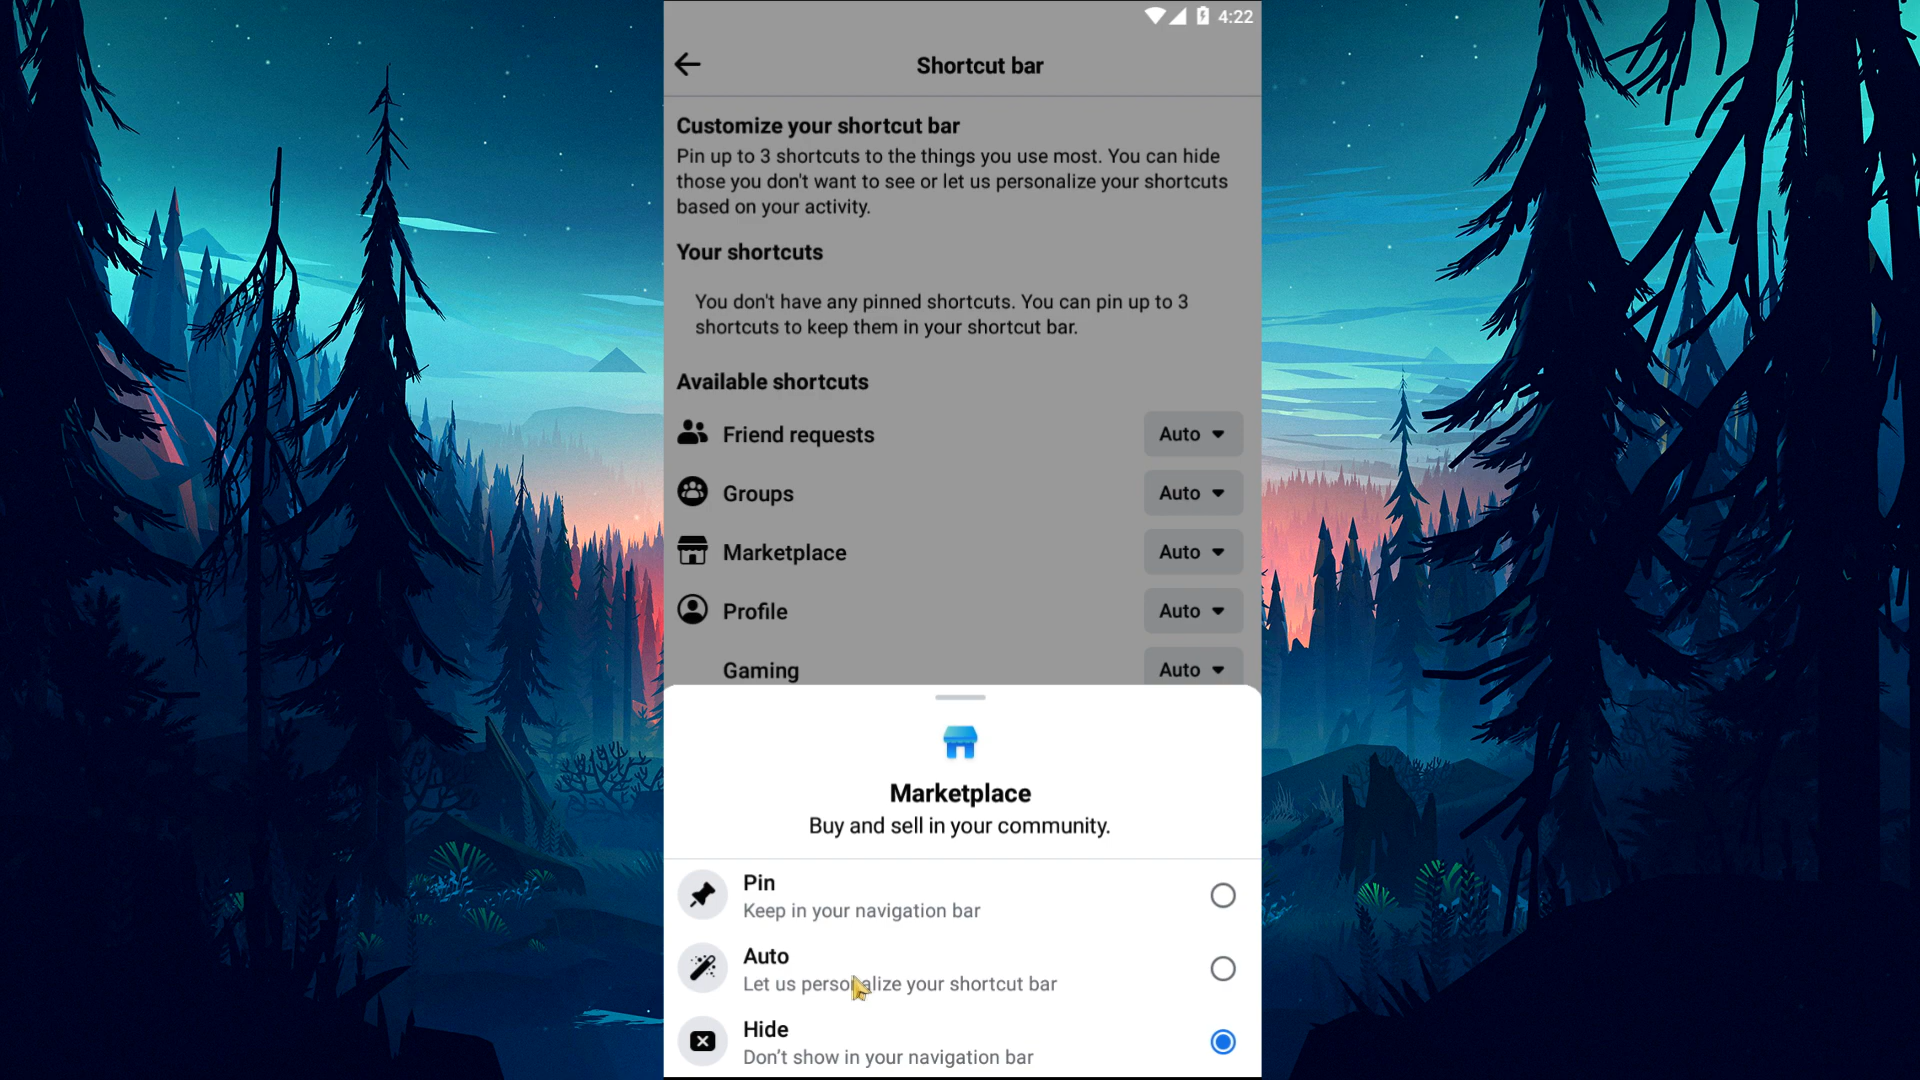 4:22
Shortcut bar
Customize your shortcut bar
Pin up to 3 shortcuts to the things you use most. You can hide
those you don't want to see or let us personalize your shortcuts
based on your activity.
Your shortcuts
You don't have any pinned shortcuts. You can pin up to 3
shortcuts to keep them in your shortcut bar.
Available shortcuts
Friend requests Auto
Groups Auto
Marketplace Auto
Profile Auto
Gaming Auto
Marketplace
Buy and sell in your community.
Pin
Keep in your navigation bar
Auto
Let us personalize your shortcut bar
Hide
Don't show in your navigation bar